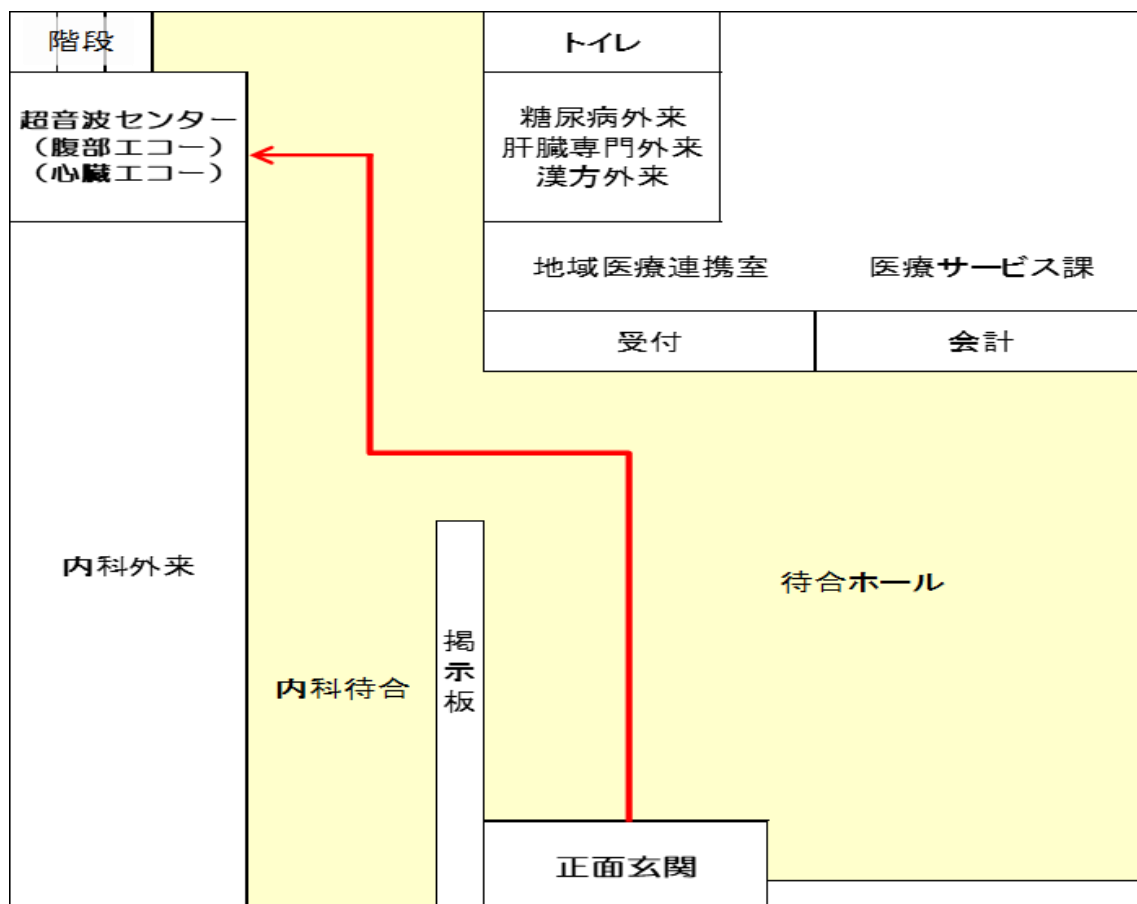 階段
トイレ
超音波センター
（腹部エコー）
（心臓エコー）
糖尿病外来
肝臓専門外来
漢方外来
地域医療連携室
医療サービス課
受付
会計
内科外来
待合ホール
掲
示
板
内科待合
正面玄関